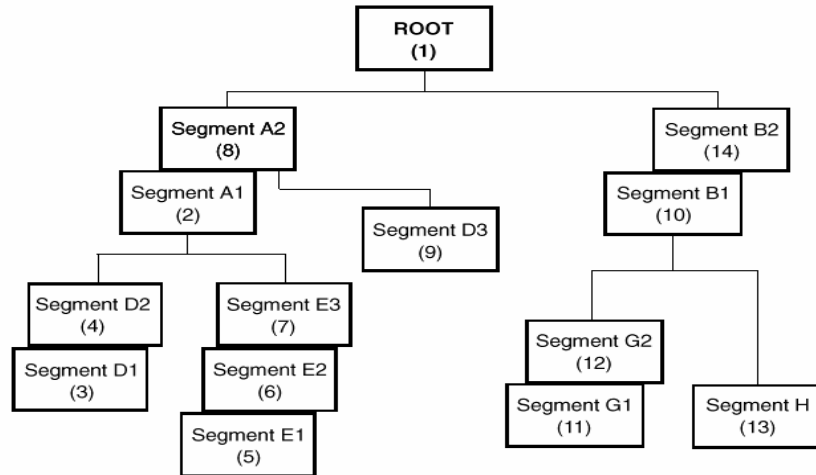 ROOT
(1)
Segment A2
(8)
Segment B2
(14)
Segment A1
(2)
Segment B1
(10)
Segment D3
(9)
Segment D2
(4)
Segment E3
(7)
Segment G2
(12)
Segment D1
(3)
Segment E2
(6)
Segment G1
(11)
Segment H
(13)
Segment E1
(5)